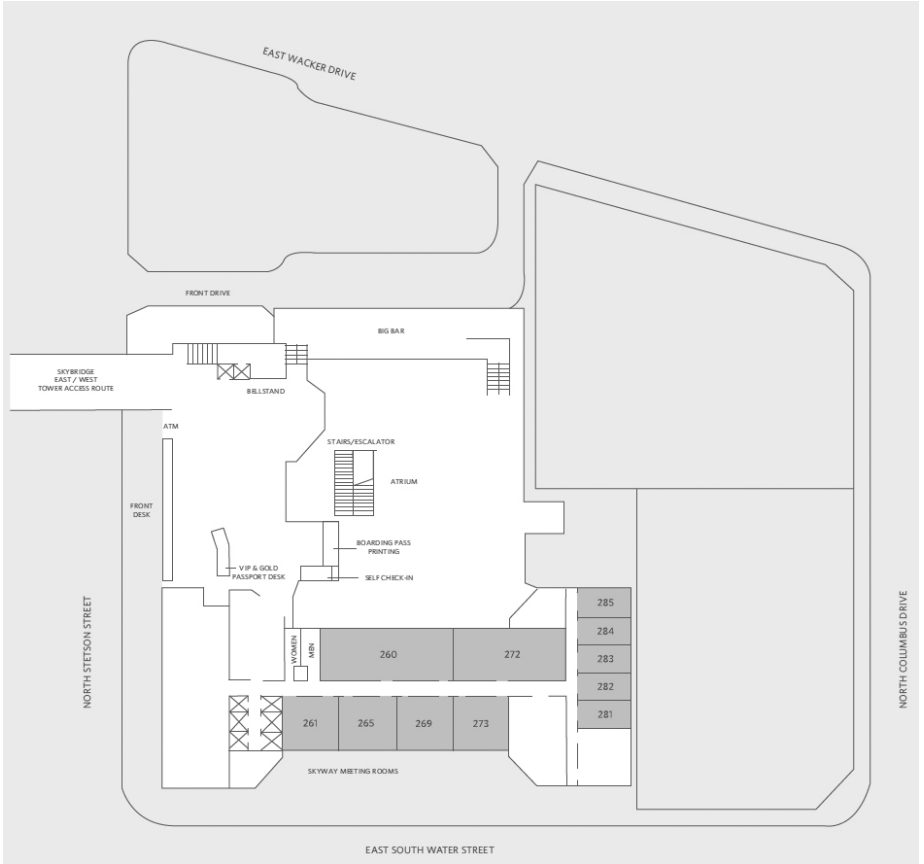 EAST WACKER DRIVE
FRONT DRIVE
BIG BAR
SKYBRIDGE
EAST / WEST
TOWER ACCESS ROUTE
BELLSTAND
ATM
STAIRS/ESCALATOR
ATRIUM
FRONT
DESK
BOARDING PASS
PRINTING
VIP & GOLD
PASSPORT DESK
SELF CHECK-IN
NORTH STETSON STREET
NORTH COLUMBUS DRIVE
WOMEN
MEN
260
272
285
284
283
282
281
261
265
269
273
SKYWAY MEETING ROOMS
EAST SOUTH WATER STREET